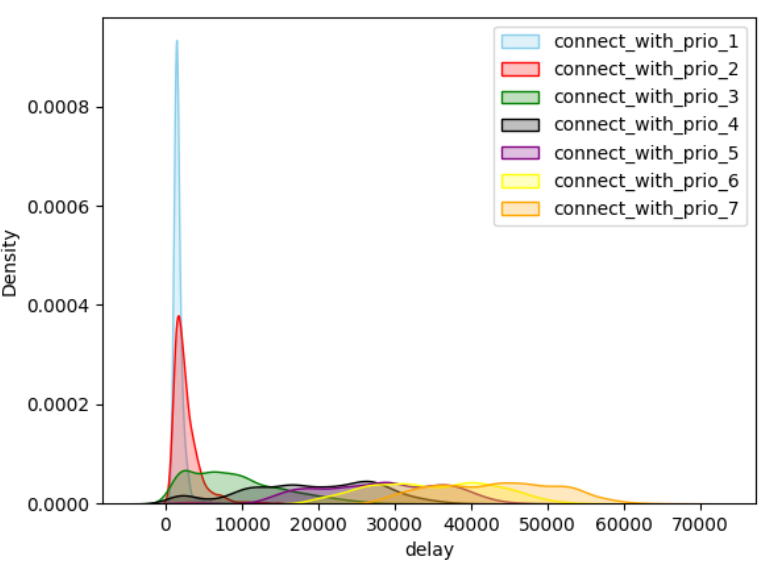 connect_with_prio_1
connect_with_prio_2
connect_with_prio_3
connect_with_prio_4
connect_with_prio_5
connect_with_prio_6
connect_with_prio_7
Density
0.0008
0.0006
0.0004
0.0002
0.0000
0 10000 20000 30000 40000 50000 60000 70000
delay